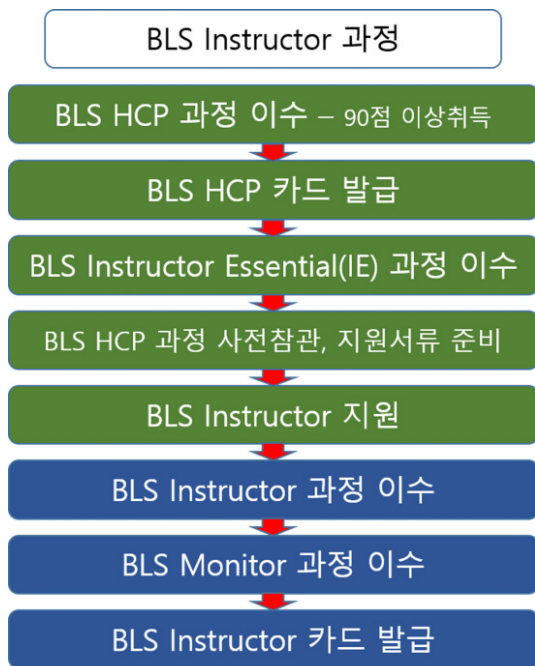 BLS Instructor 과정
BLS HCP 과정 이수 – 90점 이상취득
BLS HCP 카드 발급
BLS Instructor Essential(IE) 과정 이수
BLS HCP 과정 사전참관, 지원서류 준비
BLS Instructor 지원
BLS Instructor 과정 이수
BLS Monitor 과정 이수
BLS Instructor 카드 발급